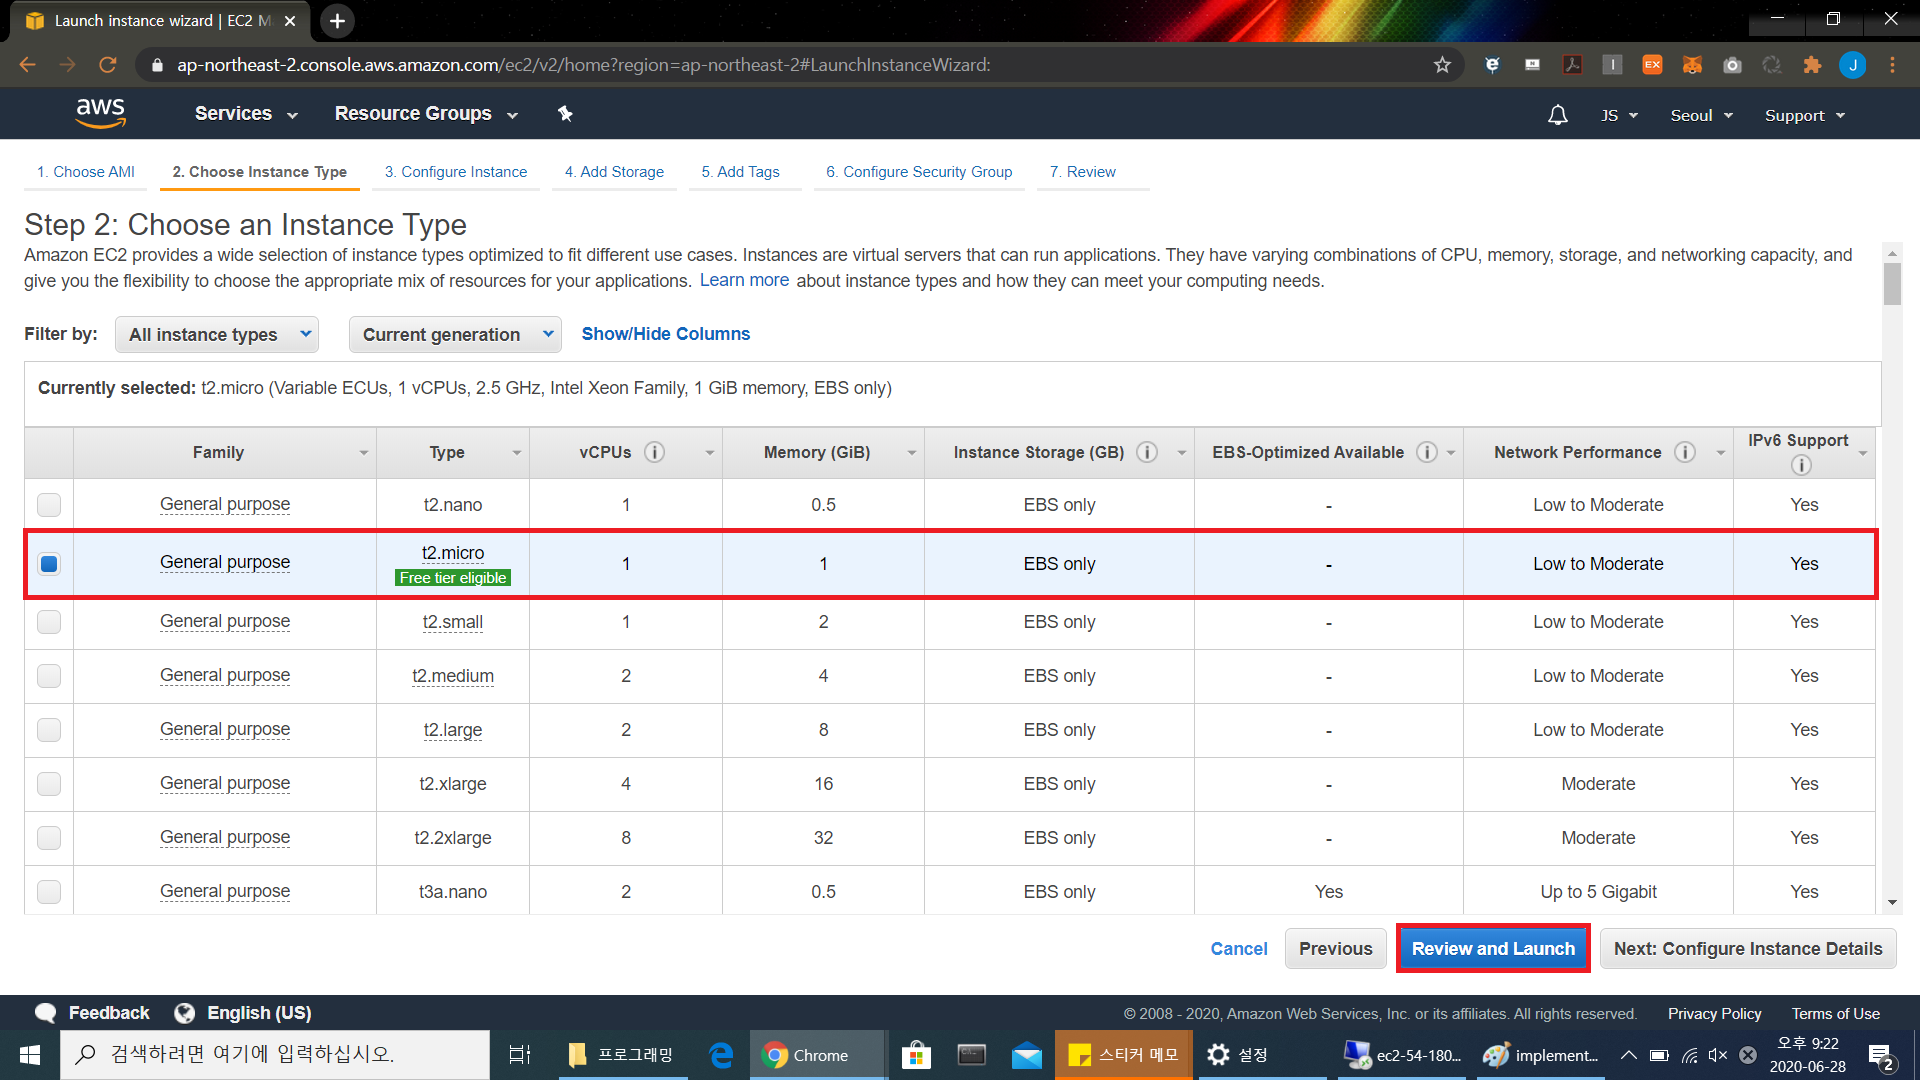 Launch instance wizard | EC2 M
ap-northeast-2.console.aws.amazon.com/ec2/v2/home?region=ap-northeast-2#LaunchInstanceWizard:
EX
J
aws Services Resource Groups JS Seoul Support
1. Choose AMI 2. Choose Instance Type 3. Configure Instance 4. Add Storage 5. Add Tags 6. Configure Security Group 7. Review
Step 2: Choose an Instance Type
Amazon EC2 provides a wide selection of instance types optimized to fit different use cases. Instances are virtual servers that can run applications. They have varying combinations of CPU, memory, storage, and networking capacity, and
give you the flexibility to choose the appropriate mix of resources for your applications. Learn more about instance types and how they can meet your computing needs.
Filter by: All instance types Current generation Show/Hide Columns
Currently selected: t2.micro (Variable ECUs, 1 vCPUs, 2.5 GHz, Intel Xeon Family, 1 GiB memory, EBS only)
Family Type vCPUs Memory (GiB) Instance Storage (GB) EBS-Optimized Available Network Performance IPv6 Support
General purpose t2.nano 1 0.5 EBS only - Low to Moderate Yes
General purpose t2.micro Free tier eligible 1 1 EBS only - Low to Moderate Yes
General purpose t2.small 1 2 EBS only - Low to Moderate Yes
General purpose t2.medium 2 4 EBS only - Low to Moderate Yes
General purpose t2.large 2 8 EBS only - Low to Moderate Yes
General purpose t2.xlarge 4 16 EBS only - Moderate Yes
General purpose t2.2xlarge 8 32 EBS only - Moderate Yes
General purpose t3a.nano 2 0.5 EBS only Yes Up to 5 Gigabit Yes
Cancel Previous Review and Launch Next: Configure Instance Details
Feedback English (US) © 2008 - 2020, Amazon Web Services, Inc. or its affiliates. All rights reserved. Privacy Policy Terms of Use
검색하려면 여기에 입력하십시오. 프로그래밍 Chrome 스티커 메모 설정 ec2-54-180... implement... 오후 9:22
2020-06-28 2